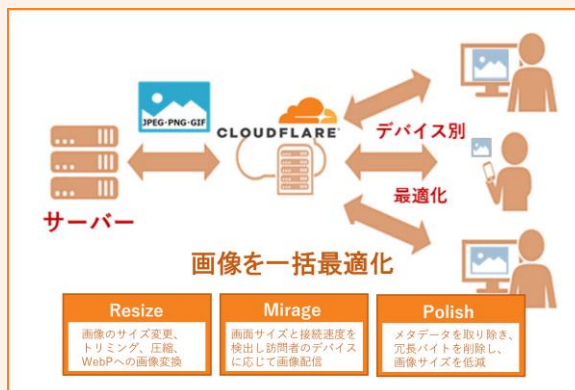 JPEG・PNG・GIF
CLOUDFLARE
デバイス別
最適化
サーバー
画像を一括最適化
Resize
画像のサイズ変更、
トリミング、圧縮、
WebPへの画像変換
Mirage
画面サイズと接続速度を
検出し訪問者のデバイス
に応じて画像配信
Polish
メタデータを取り除き、
冗長バイトを削除し、
画像サイズを低減